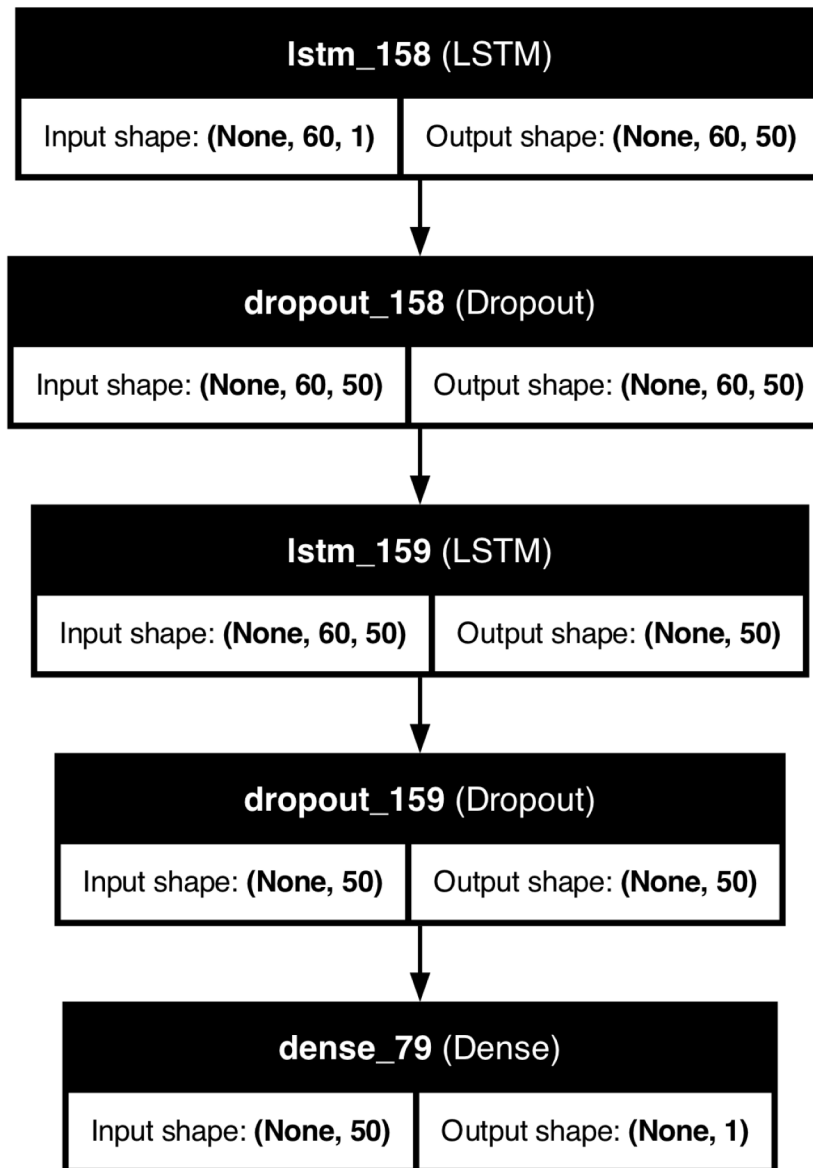 lstm_158 (LSTM)
Input shape: (None, 60, 1) Output shape: (None, 60, 50)
dropout_158 (Dropout)
Input shape: (None, 60, 50) Output shape: (None, 60, 50)
lstm_159 (LSTM)
Input shape: (None, 60, 50) Output shape: (None, 50)
dropout_159 (Dropout)
Input shape: (None, 50) Output shape: (None, 50)
dense_79 (Dense)
Input shape: (None, 50) Output shape: (None, 1)